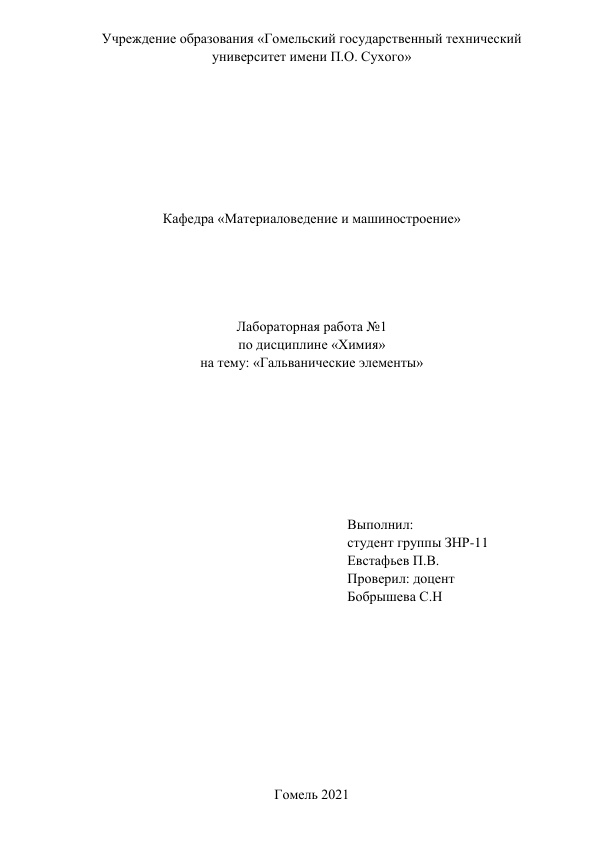 Учреждение образования «Гомельский государственный технический
университет имени П.О. Сухого»
Кафедра «Материаловедение и машиностроение»
Лабораторная работа №1
по дисциплине «Химия»
на тему: «Гальванические элементы»
Выполнил:
студент группы ЗНР-11
Евстафьев П.В.
Проверил: доцент
Бобрышева С.Н
Гомель 2021